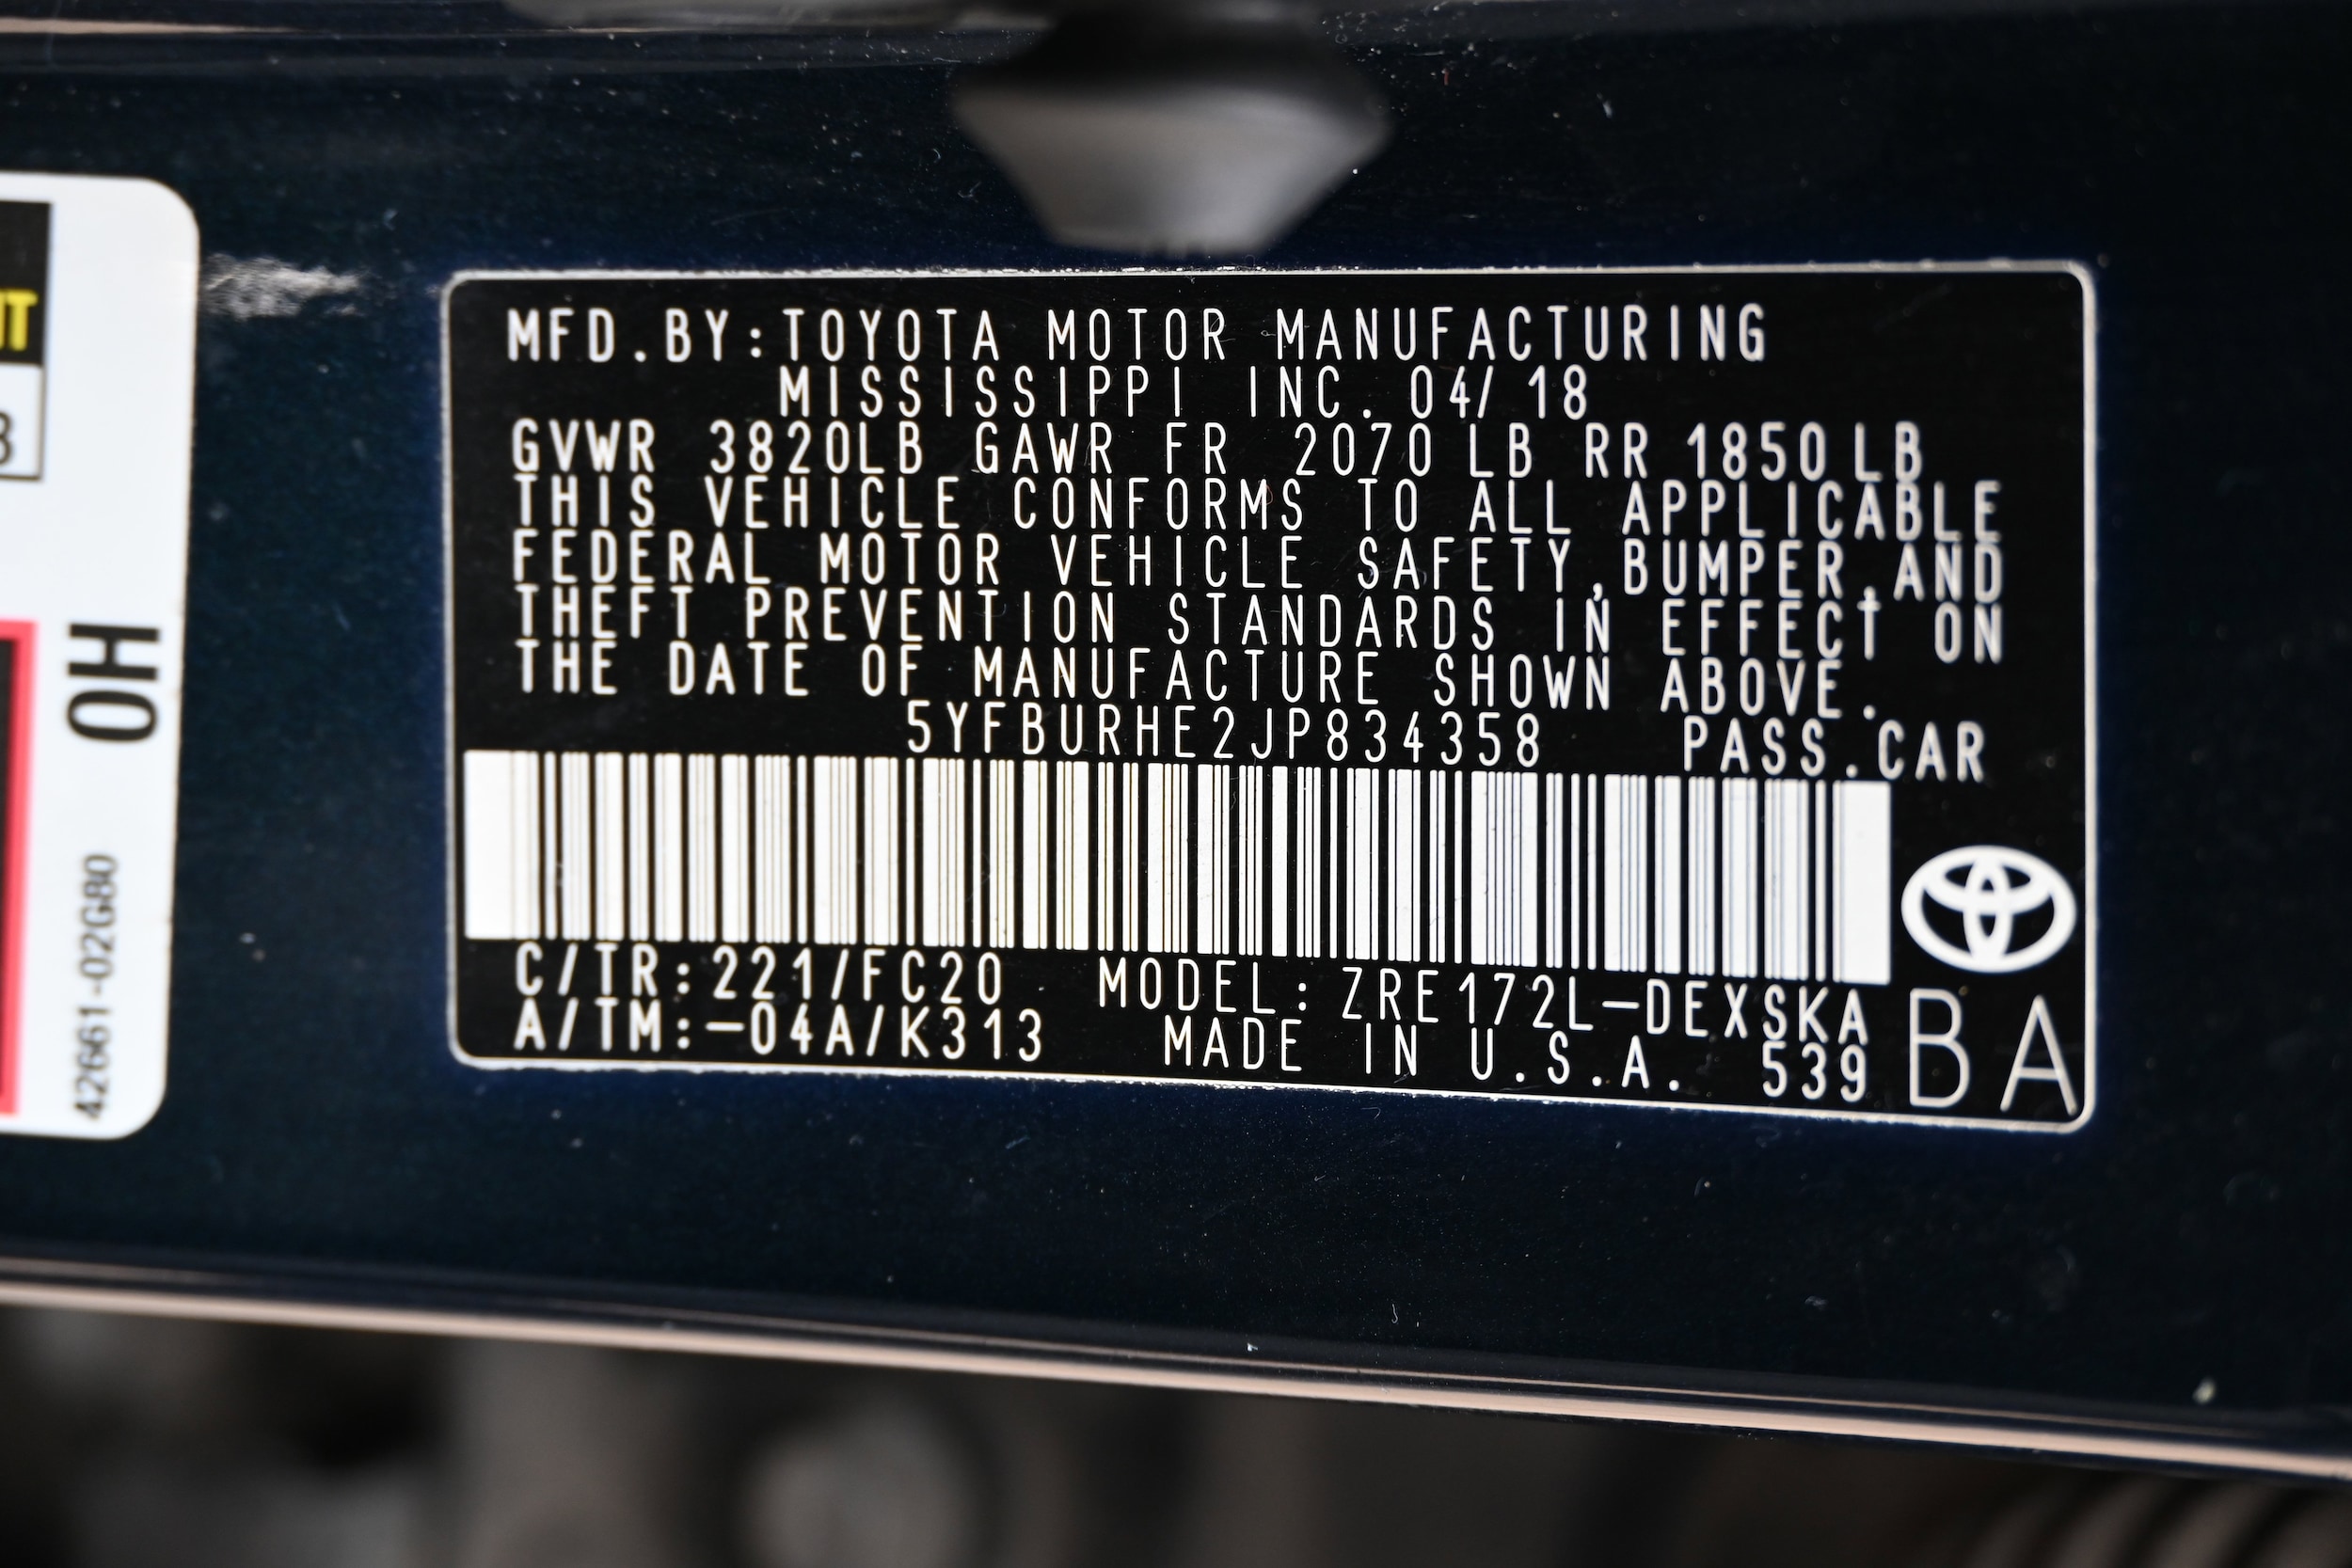 MFD.BY:TOYOTA MOTOR MANUFACTURING
MISSISSIPPI INC. 04/18
GVWR 3820LB GAWR FR 2070 LB RR 1850LB
THIS VEHICLE CONFORMS TO ALL APPLICABLE
FEDERAL MOTOR VEHICLE SAFETY,BUMPER,AND
THEFT PREVENTION STANDARDS IN EFFECT ON
THE DATE OF MANUFACTURE SHOWN ABOVE.
5YFBURHE2JP834358 PASS.CAR
C/TR:221/FC20 MODEL:ZRE172L-DEXSKA
A/TM:-04A/K313 MADE IN U.S.A. 539
BA
0H
42661-02G80